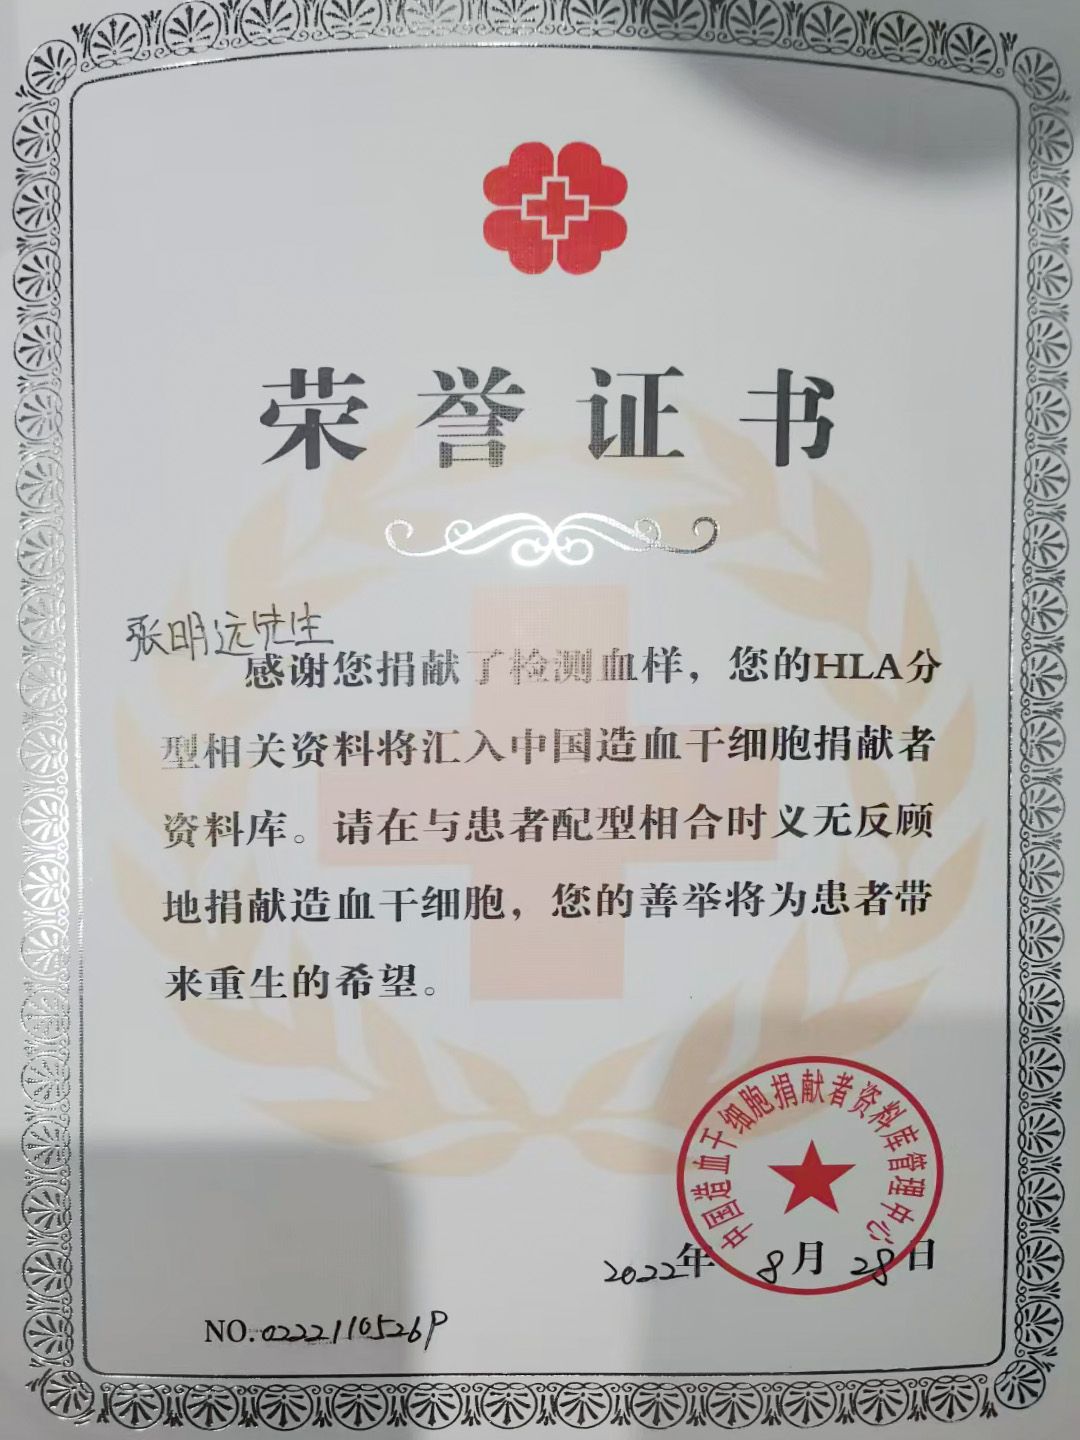 荣誉证书
张明远先生
感谢您捐献了检测血样，您的HLA分
型相关资料将汇入中国造血干细胞捐献者
资料库。请在与患者配型相合时义无反顾
地捐献造血干细胞，您的善举将为患者带
来重生的希望。
中国造血干细胞捐献者资料库管理中心
2022年8月28日
NO.0222110526P